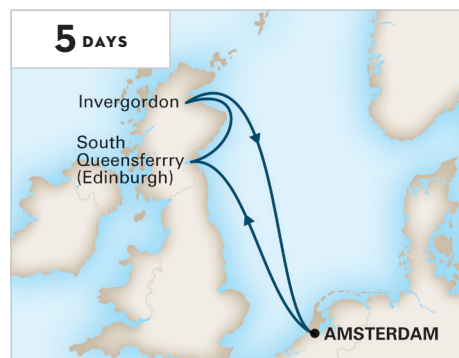 5 DAYS
Invergordon
South
Queensferrry
(Edinburgh)
AMSTERDAM